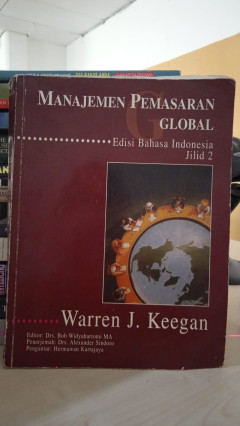 MANAJEMEN PEMASARAN
GLOBAL
Edisi Bahasa Indonesia
Jilid 2
Warren J. Keegan
Editor: Drs. Bob Widyahartono MA
Penerjemah: Drs. Alexander Sindoro
Pengantar: Hermawan Kartajaya